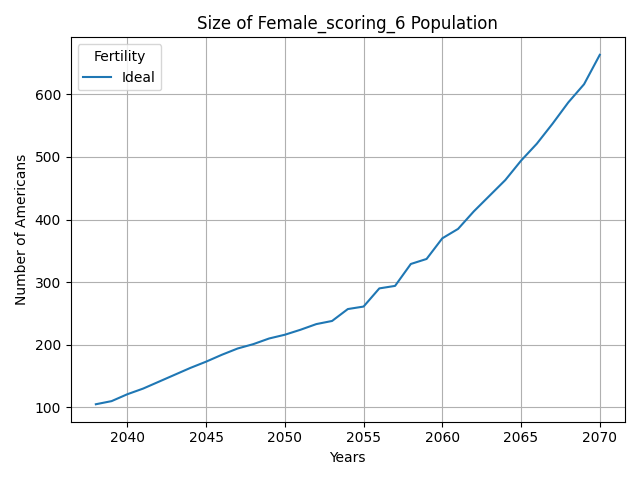 Size of Female_scoring_6 Population
Fertility
Ideal
Number of Americans
600
500
400
300
200
100
2040 2045 2050 2055 2060 2065 2070
Years